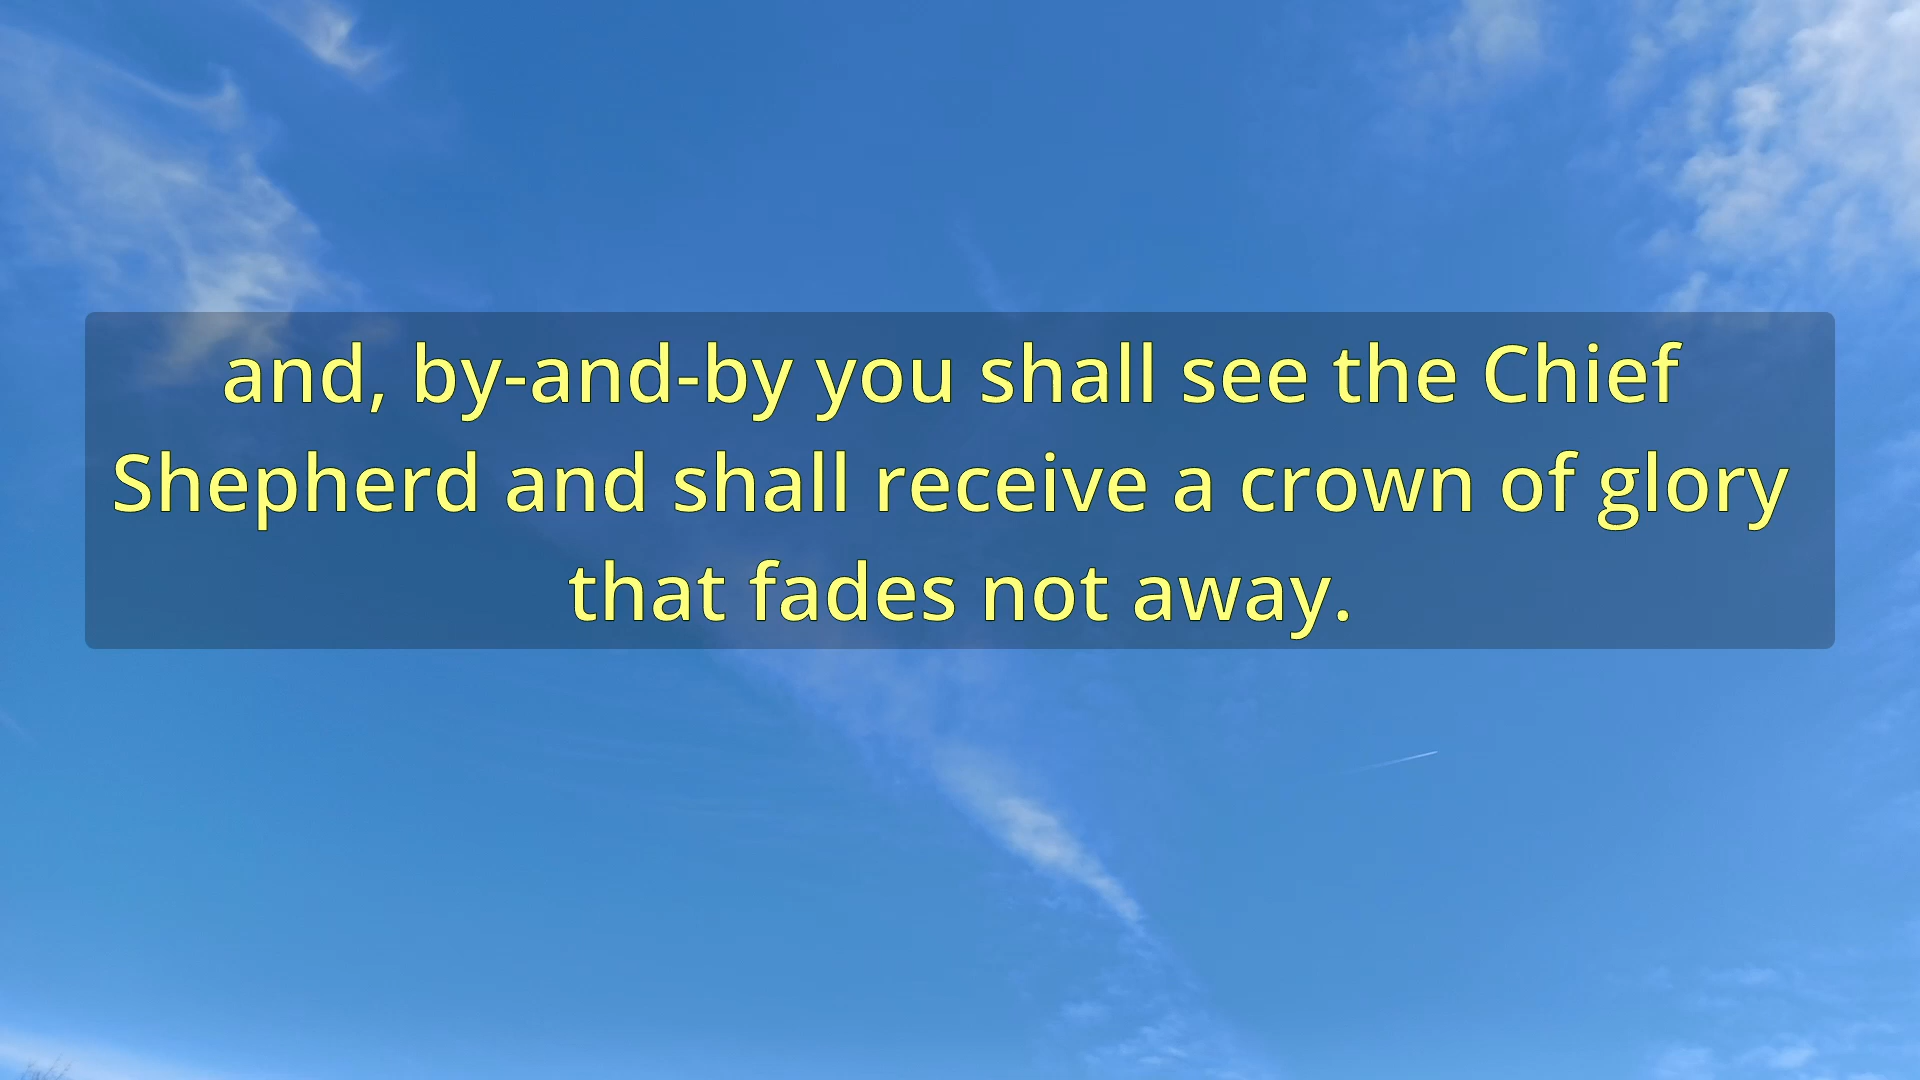 and, by-and-by you shall see the Chief
Shepherd and shall receive a crown of glory
that fades not away.